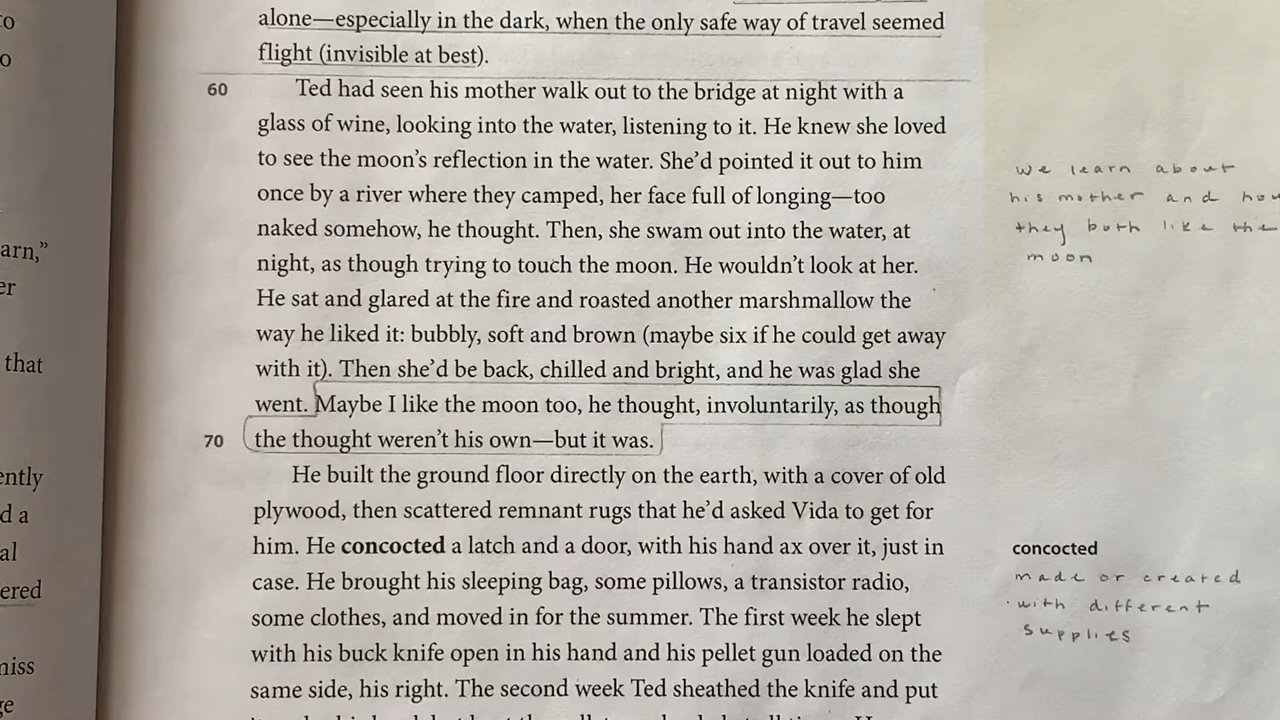 to
o
arn,”
er
that
ently
d a
al
ered
niss
ge
alone—especially in the dark, when the only safe way of travel seemed
flight (invisible at best).
60 Ted had seen his mother walk out to the bridge at night with a
glass of wine, looking into the water, listening to it. He knew she loved
to see the moon’s reflection in the water. She’d pointed it out to him
once by a river where they camped, her face full of longing—too
naked somehow, he thought. Then, she swam out into the water, at
night, as though trying to touch the moon. He wouldn’t look at her.
He sat and glared at the fire and roasted another marshmallow the
way he liked it: bubbly, soft and brown (maybe six if he could get away
with it). Then she’d be back, chilled and bright, and he was glad she
went. Maybe I like the moon too, he thought, involuntarily, as though
70 the thought weren’t his own—but it was.
He built the ground floor directly on the earth, with a cover of old
plywood, then scattered remnant rugs that he’d asked Vida to get for
him. He concocted a latch and a door, with his hand ax over it, just in
case. He brought his sleeping bag, some pillows, a transistor radio,
some clothes, and moved in for the summer. The first week he slept
with his buck knife open in his hand and his pellet gun loaded on the
same side, his right. The second week Ted sheathed the knife and put
we learn about
his mother and how
they both like the
moon
concocted
made or created
with different
supplies